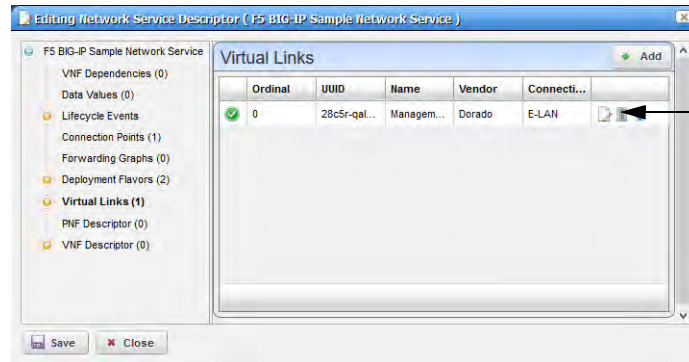 Editing Network Service Descriptor ( F5 BIG-IP Sample Network Service )
F5 BIG-IP Sample Network Service
VNF Dependencies (0)
Data Values (0)
Lifecycle Events
Connection Points (1)
Forwarding Graphs (0)
Deployment Flavors (2)
Virtual Links (1)
PNF Descriptor (0)
VNF Descriptor (0)
Virtual Links
Add
Ordinal UUID Name Vendor Connecti...
0 28c5r-qal... Managem... Dorado E-LAN
Save Close